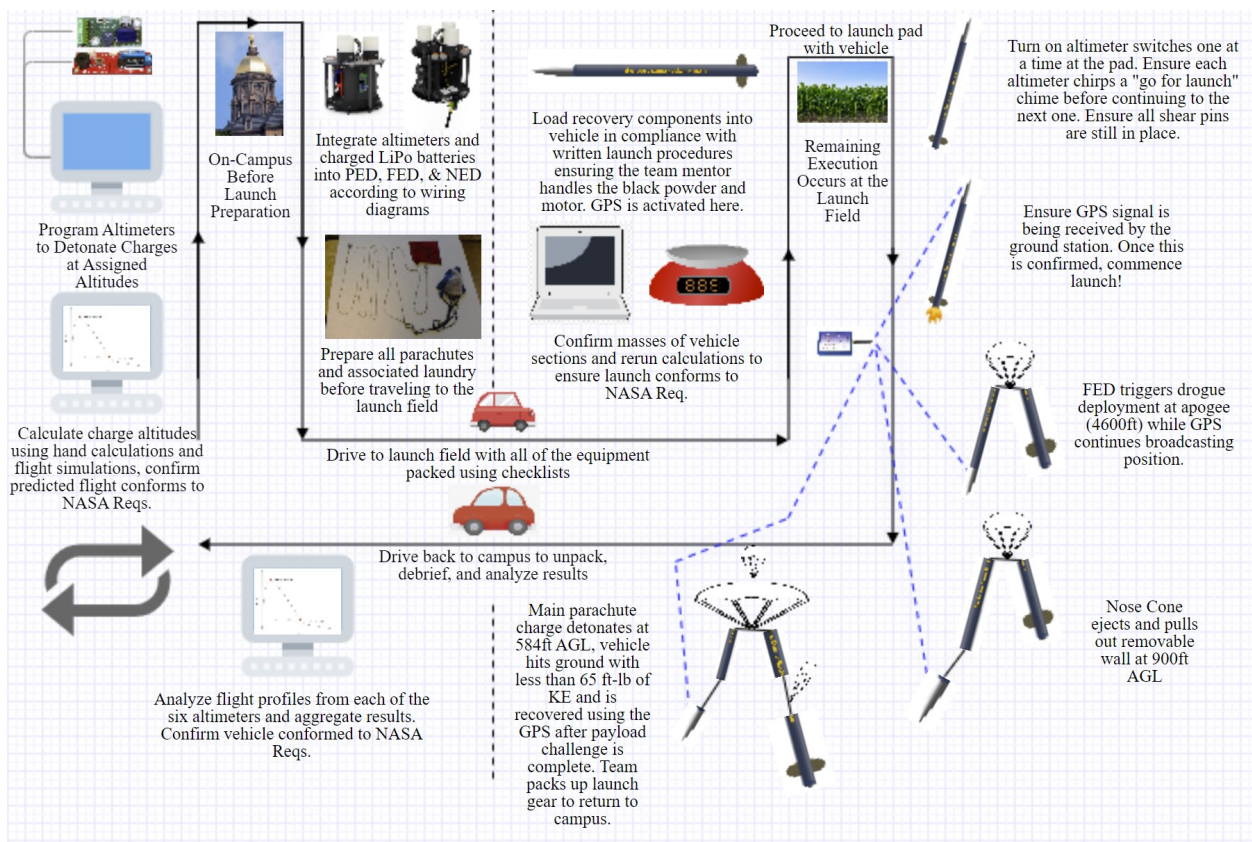 Program Altimeters
to Detonate Charges
at Assigned
Altitudes
Calculate charge altitudes
using hand calculations and
flight simulations, confirm
predicted flight conforms to
NASA Reqs.
On-Campus
Before
Launch
Preparation
Integrate altimeters and
charged LiPo batteries
into PED, FED, & NED
according to wiring
diagrams
Prepare all parachutes
and associated laundry
before traveling to the
launch field
Drive to launch field with all of the equipment
packed using checklists
Load recovery components into
vehicle in compliance with
written launch procedures
ensuring the team mentor
handles the black powder and
motor. GPS is activated here.
888
Confirm masses of vehicle
sections and rerun calculations to
ensure launch conforms to
NASA Req.
Proceed to launch pad
with vehicle
Remaining
Execution
Occurs at the
Launch
Field
Turn on altimeter switches one at
a time at the pad. Ensure each
altimeter chirps a "go for launch"
chime before continuing to the
next one. Ensure all shear pins
are still in place.
Ensure GPS signal is
being received by the
ground station. Once this
is confirmed, commence
launch!
FED triggers drogue
deployment at apogee
(4600ft) while GPS
continues broadcasting
position.
Nose Cone
ejects and pulls
out removable
wall at 900ft
AGL
Main parachute
charge detonates at
584ft AGL, vehicle
hits ground with
less than 65 ft-lb of
KE and is
recovered using the
GPS after payload
challenge is
complete. Team
packs up launch
gear to return to
campus.
Drive back to campus to unpack,
debrief, and analyze results
Analyze flight profiles from each of the
six altimeters and aggregate results.
Confirm vehicle conformed to NASA
Reqs.